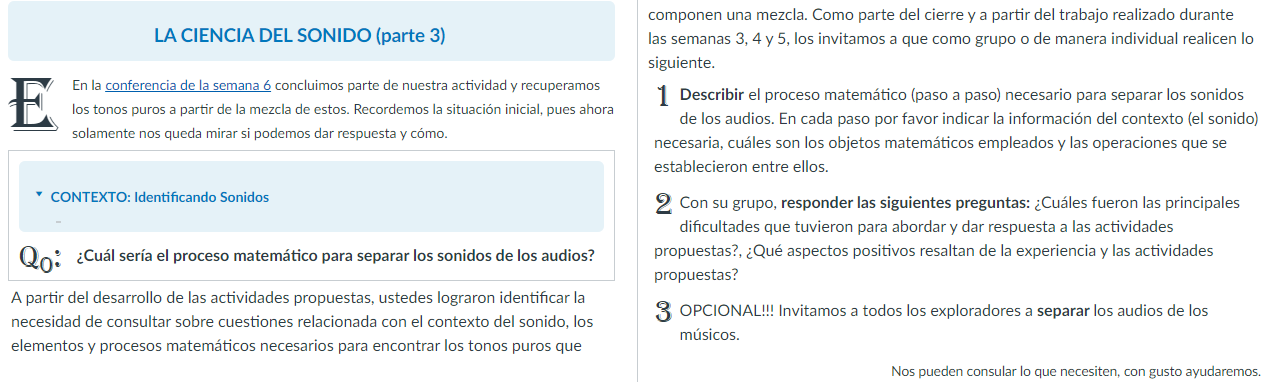 LA CIENCIA DEL SONIDO (parte 3)
E En la conferencia de la semana 6 concluimos parte de nuestra actividad y recuperamos
los tonos puros a partir de la mezcla de estos. Recordemos la situación inicial, pues ahora
solamente nos queda mirar si podemos dar respuesta y cómo.
CONTEXTO: Identificando Sonidos
Q0: ¿Cuál sería el proceso matemático para separar los sonidos de los audios?
A partir del desarrollo de las actividades propuestas, ustedes lograron identificar la
necesidad de consultar sobre cuestiones relacionada con el contexto del sonido, los
elementos y procesos matemáticos necesarios para encontrar los tonos puros que
componen una mezcla. Como parte del cierre y a partir del trabajo realizado durante
las semanas 3, 4 y 5, los invitamos a que como grupo o de manera individual realicen lo
siguiente.
1 Describir el proceso matemático (paso a paso) necesario para separar los sonidos
de los audios. En cada paso por favor indicar la información del contexto (el sonido)
necesaria, cuáles son los objetos matemáticos empleados y las operaciones que se
establecieron entre ellos.
2 Con su grupo, responder las siguientes preguntas: ¿Cuáles fueron las principales
dificultades que tuvieron para abordar y dar respuesta a las actividades
propuestas?, ¿Qué aspectos positivos resaltan de la experiencia y las actividades
propuestas?
3 OPCIONAL!!! Invitamos a todos los exploradores a separar los audios de los
músicos.
Nos pueden consular lo que necesiten, con gusto ayudaremos.